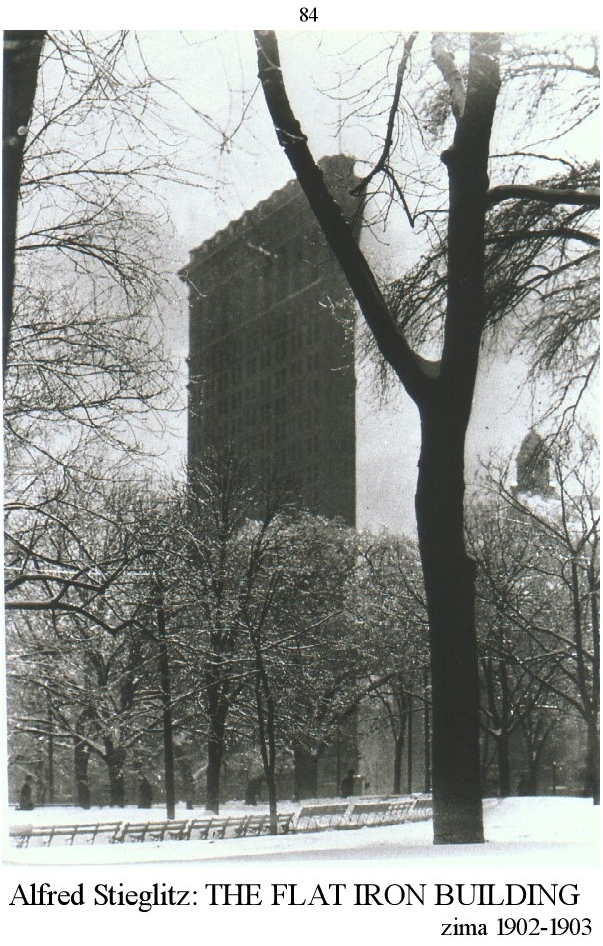 84
Alfred Stieglitz: THE FLAT IRON BUILDING
zima 1902-1903